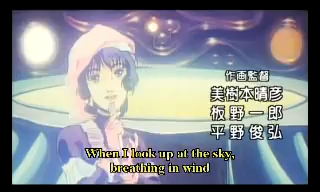 作画監督
美樹本晴彦
板野一郎
平野俊弘
When I look up at the sky,
breathing in wind